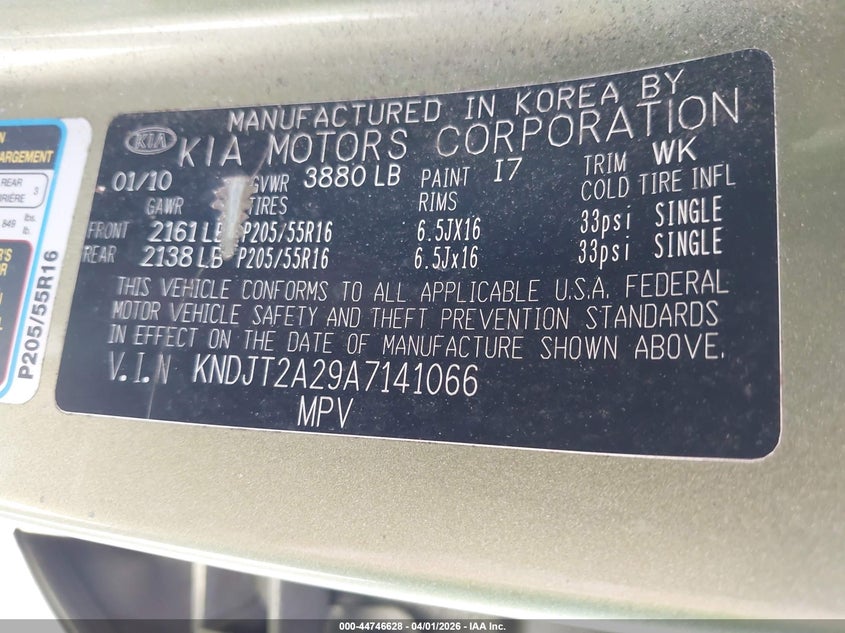 MANUFACTURED IN KOREA BY
KIA KIA MOTORS CORPORATION
01/10 GVWR 3880 LB PAINT I7 TRIM WK
GAWR TIRES RIMS COLD TIRE INFL
FRONT 2161 LB P205/55R16 6.5JX16 33psi SINGLE
REAR 2138 LB P205/55R16 6.5Jx16 33psi SINGLE
THIS VEHICLE CONFORMS TO ALL APPLICABLE U.S.A. FEDERAL
MOTOR VEHICLE SAFETY AND THEFT PREVENTION STANDARDS
IN EFFECT ON THE DATE OF MANUFACTURE SHOWN ABOVE.
V.I.N KNDJT2A29A7141066
MPV
REAR
3
849 lbs.
P205/55R16
000-44746628 | 04/01/2026 | IAA Inc.